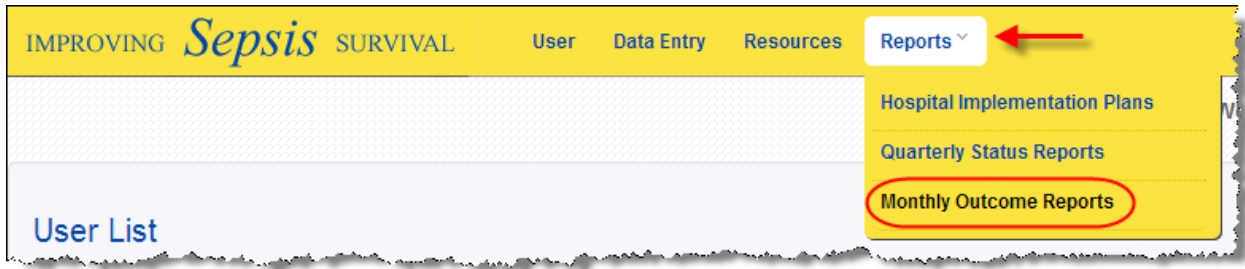 IMPROVING Sepsis SURVIVAL User Data Entry Resources Reports
Hospital Implementation Plans
Quarterly Status Reports
Monthly Outcome Reports
User List